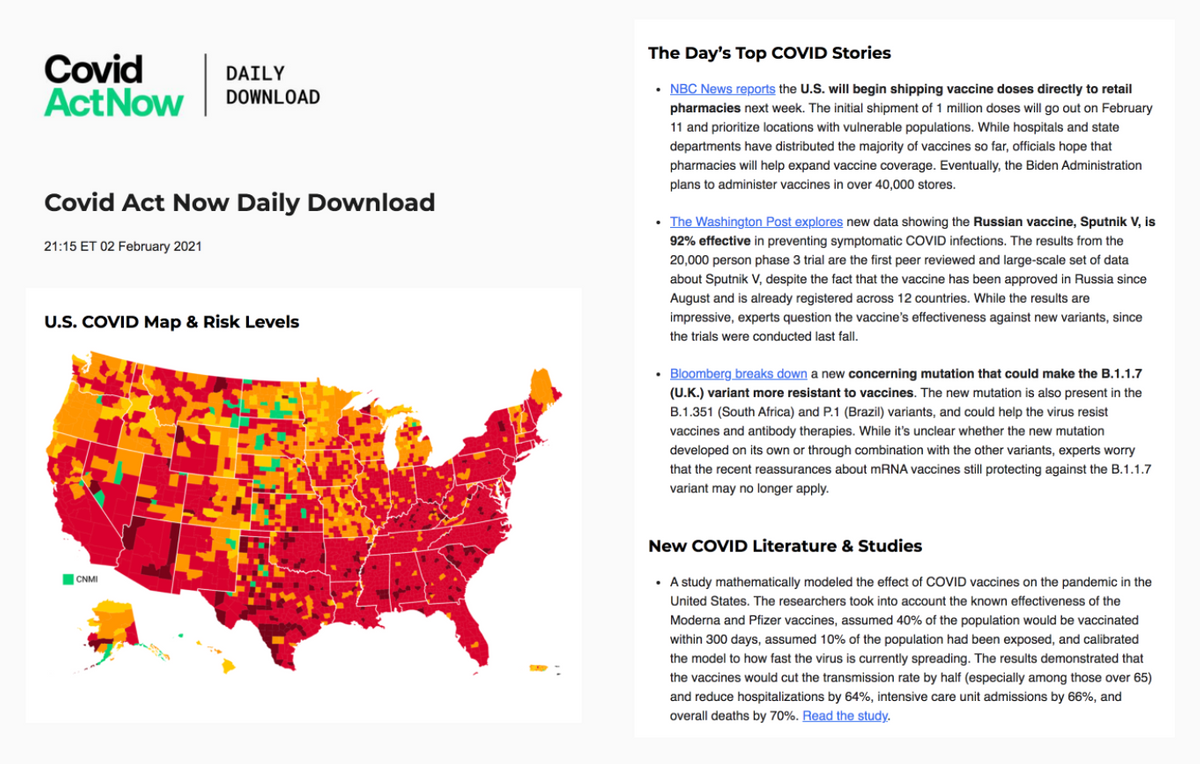 Covid
ActNow
DAILY
DOWNLOAD
Covid Act Now Daily Download
21:15 ET 02 February 2021
U.S. COVID Map & Risk Levels
CNMI
The Day’s Top COVID Stories
• NBC News reports the U.S. will begin shipping vaccine doses directly to retail
pharmacies next week. The initial shipment of 1 million doses will go out on February
11 and prioritize locations with vulnerable populations. While hospitals and state
departments have distributed the majority of vaccines so far, officials hope that
pharmacies will help expand vaccine coverage. Eventually, the Biden Administration
plans to administer vaccines in over 40,000 stores.
• The Washington Post explores new data showing the Russian vaccine, Sputnik V, is
92% effective in preventing symptomatic COVID infections. The results from the
20,000 person phase 3 trial are the first peer reviewed and large-scale set of data
about Sputnik V, despite the fact that the vaccine has been approved in Russia since
August and is already registered across 12 countries. While the results are
impressive, experts question the vaccine’s effectiveness against new variants, since
the trials were conducted last fall.
• Bloomberg breaks down a new concerning mutation that could make the B.1.1.7
(U.K.) variant more resistant to vaccines. The new mutation is also present in the
B.1.351 (South Africa) and P.1 (Brazil) variants, and could help the virus resist
vaccines and antibody therapies. While it’s unclear whether the new mutation
developed on its own or through combination with the other variants, experts worry
that the recent reassurances about mRNA vaccines still protecting against the B.1.1.7
variant may no longer apply.
New COVID Literature & Studies
• A study mathematically modeled the effect of COVID vaccines on the pandemic in the
United States. The researchers took into account the known effectiveness of the
Moderna and Pfizer vaccines, assumed 40% of the population would be vaccinated
within 300 days, assumed 10% of the population had been exposed, and calibrated
the model to how fast the virus is currently spreading. The results demonstrated that
the vaccines would cut the transmission rate by half (especially among those over 65)
and reduce hospitalizations by 64%, intensive care unit admissions by 66%, and
overall deaths by 70%. Read the study.